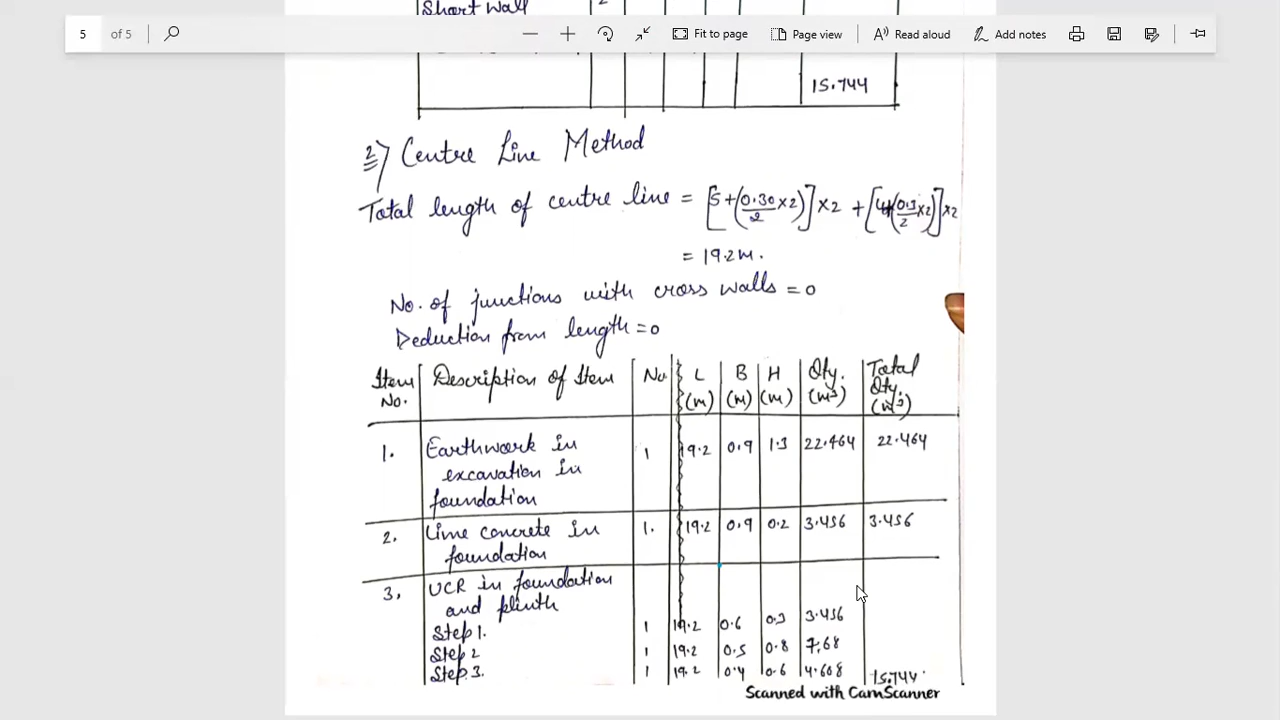 Short Wall 2
5 of 5 Fit to page Page view Read aloud Add notes
15.744
2) Centre Line Method
Total length of centre line = [5+(0.30/2 x2)] x2 + [4+(0.3/2 x2)] x2
= 19.2m.
No. of junctions with cross walls = 0
Deduction from length = 0
Item No. Description of Item No. L (m) B (m) H (m) Qty. (m³) Total Qty. (m³)
1. Earthwork in 1 19.2 0.9 1.3 22.464 22.464
excavation in
foundation
2. Lime concrete in 1. 19.2 0.9 0.2 3.456 3.456
foundation
3. UCR in foundation
and plinth
Step 1. 1 19.2 0.6 0.3 3.456
Step 2 1 19.2 0.5 0.8 7.68
Step 3. 1 19.2 0.4 0.6 4.608 15.744
Scanned with CamScanner